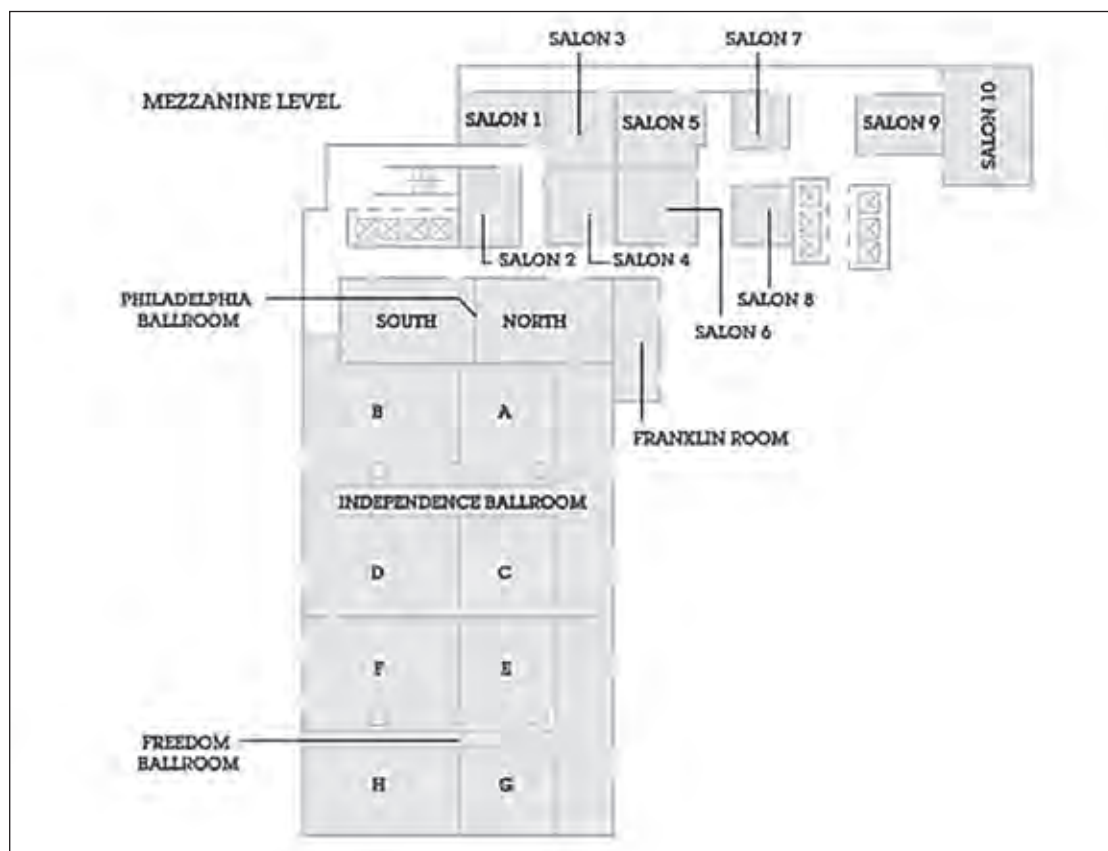 SALON 3
SALON 7
MEZZANINE LEVEL
SALON 1
SALON 5
SALON 9
SALON 10
SALON 2
SALON 4
SALON 8
PHILADELPHIA
BALLROOM
SOUTH
NORTH
SALON 6
B
A
FRANKLIN ROOM
INDEPENDENCE BALLROOM
D
C
F
E
FREEDOM
BALLROOM
H
G